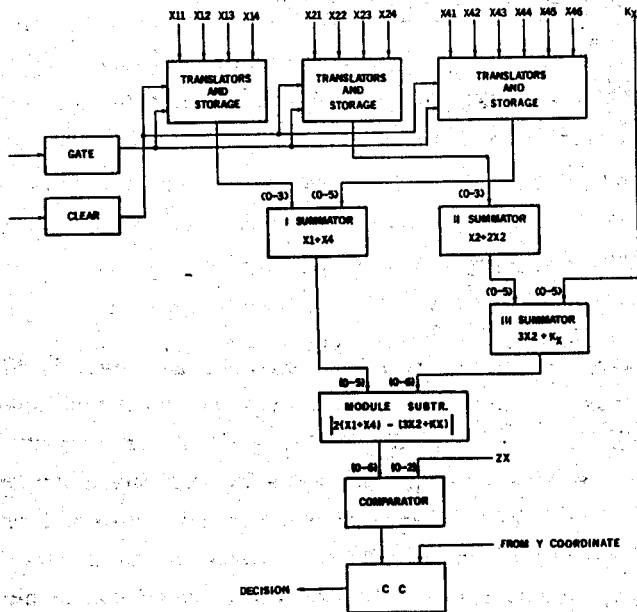 X11 X12 X13 X14 X21 X22 X23 X24 X41 X42 X43 X44 X45 X46 KX
TRANSLATORS
AND
STORAGE
TRANSLATORS
AND
STORAGE
TRANSLATORS
AND
STORAGE
GATE
CLEAR
(0-3) (0-5) (0-3)
I SUMMATOR
X1+X4
II SUMMATOR
X2+2X2
(0-5) (0-5)
III SUMMATOR
3X2+KX
(0-5) (0-6)
MODULE SUBTR.
|2(X1+X4) - (3X2+KX)|
(0-6) (0-2) ZX
COMPARATOR
FROM Y COORDINATE
DECISION
C C